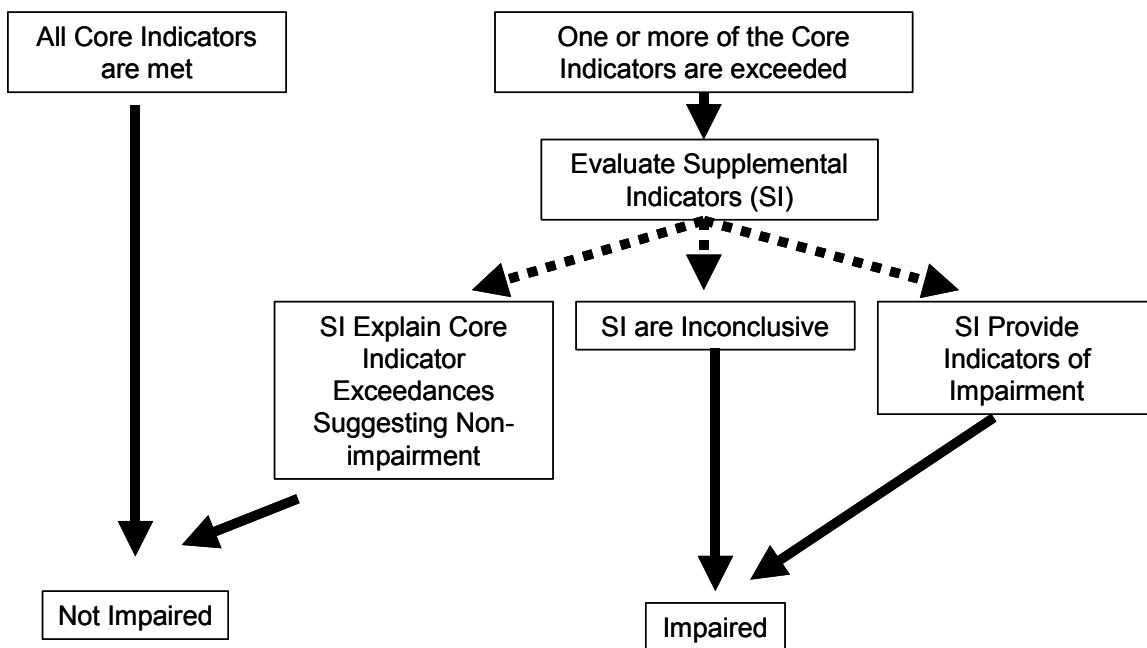 All Core Indicators
are met
One or more of the Core
Indicators are exceeded
Evaluate Supplemental
Indicators (SI)
SI Explain Core
Indicator
Exceedances
Suggesting Non-
impairment
SI are Inconclusive
SI Provide
Indicators of
Impairment
Not Impaired
Impaired